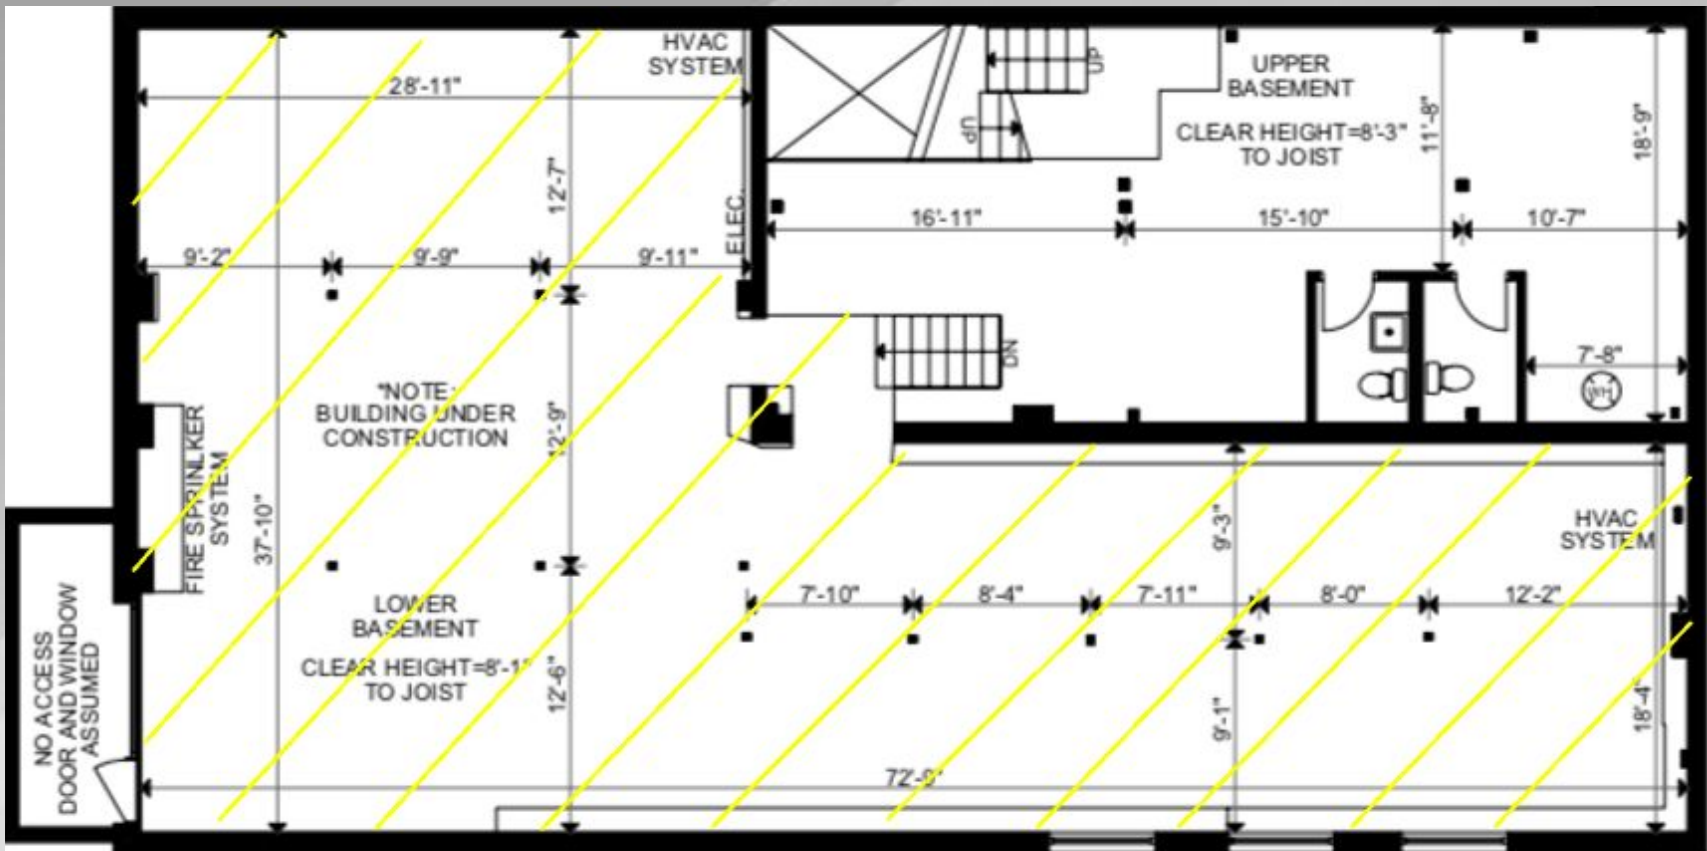 HVAC
SYSTEM
28'-11"
UP
UPPER
BASEMENT
CLEAR HEIGHT=8'-3"
TO JOIST
UP
11'-8"
18'-9"
12'-7"
ELEC.
16'-11"
15'-10"
10'-7"
9'-2"
9'-9"
9'-11"
DN
7'-8"
WH
*NOTE:
BUILDING UNDER
CONSTRUCTION
12'-9"
FIRE SPRINLKER
SYSTEM
37'-10"
9'-3"
HVAC
SYSTEM
7'-10"
8'-4"
7'-11"
8'-0"
12'-2"
LOWER
BASEMENT
CLEAR HEIGHT=8'-1"
TO JOIST
12'-6"
9'-1"
18'-4"
NO ACCESS
DOOR AND WINDOW
ASSUMED